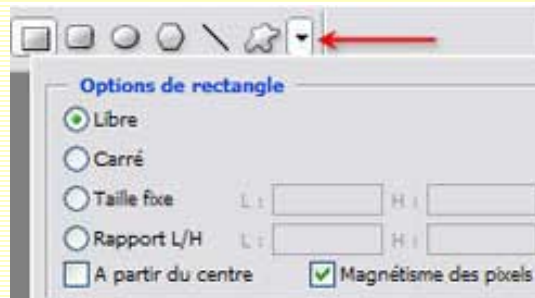 Options de rectangle
Libre
Carré
Taille fixe L : H :
Rapport L/H L : H :
A partir du centre Magnétisme des pixels